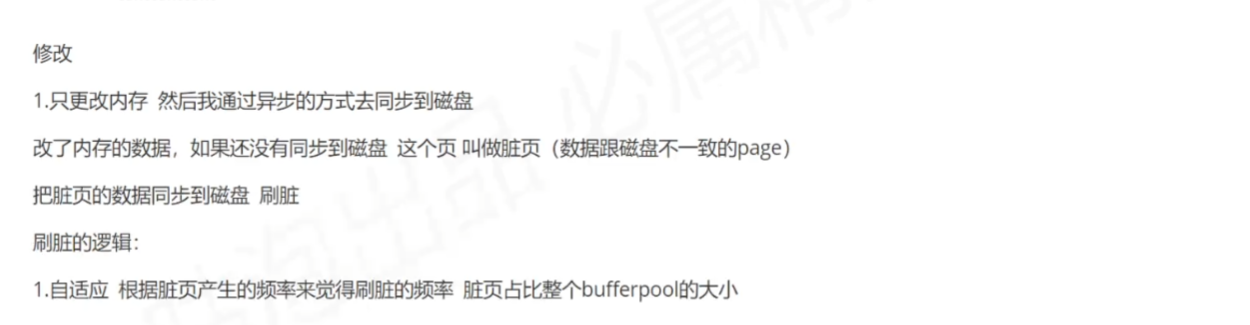 修改
1.只更改内存 然后我通过异步的方式去同步到磁盘
改了内存的数据，如果还没有同步到磁盘 这个页 叫做脏页（数据跟磁盘不一致的page）
把脏页的数据同步到磁盘 刷脏
刷脏的逻辑：
1.自适应 根据脏页产生的频率来觉得刷脏的频率 脏页占比整个bufferpool的大小
出品 必属精